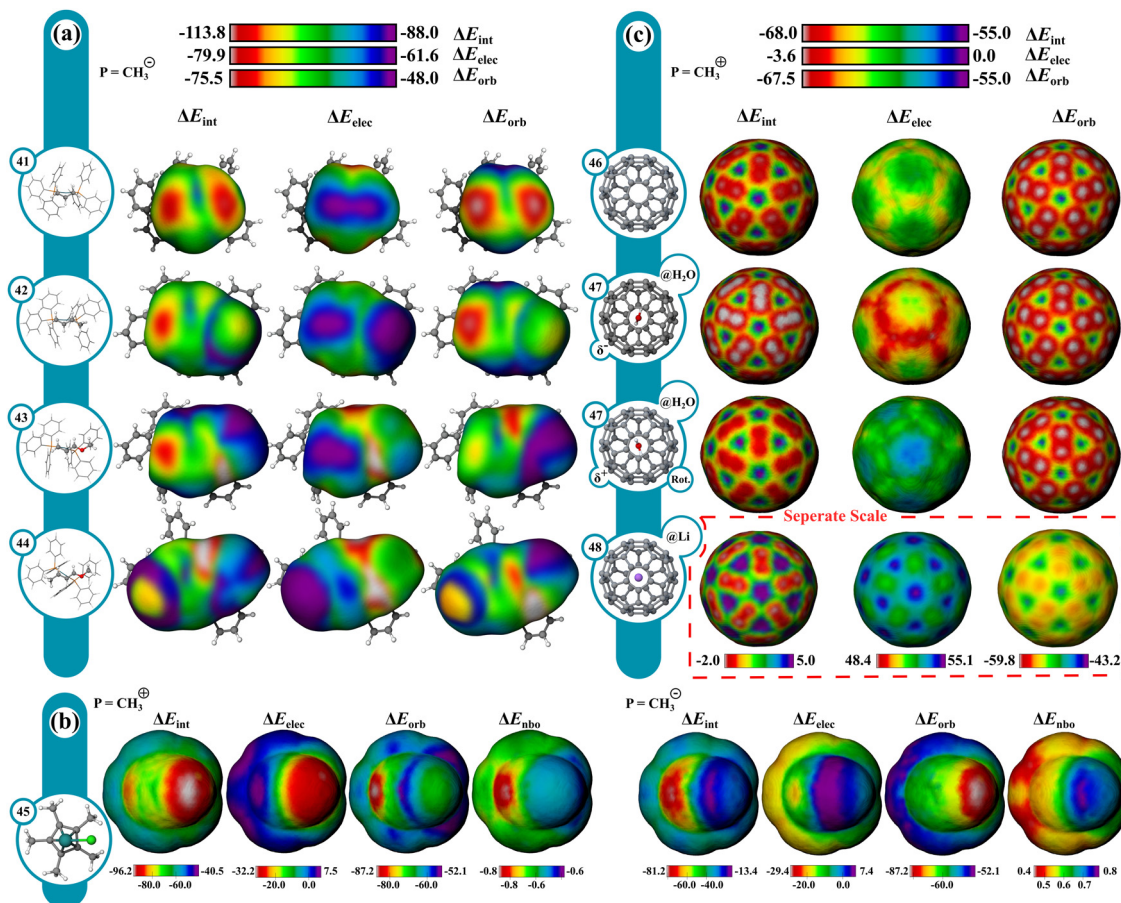 (a)
-113.8 -88.0 ΔEint
P = CH3⊖ -79.9 -61.6 ΔEelec
-75.5 -48.0 ΔEorb
ΔEint ΔEelec ΔEorb
41
42
43
44
(c)
-68.0 -55.0 ΔEint
P = CH3⊕ -3.6 0.0 ΔEelec
-67.5 -55.0 ΔEorb
ΔEint ΔEelec ΔEorb
46
47 @H2O
δ-
47 @H2O
δ+ Rot.
Seperate Scale
48 @Li
-2.0 5.0 48.4 55.1 -59.8 -43.2
(b)
P = CH3⊕
ΔEint ΔEelec ΔEorb ΔEnbo
45
-96.2 -40.5 -32.2 7.5 -87.2 -52.1 -0.8 -0.6
-80.0 -60.0 -20.0 0.0 -80.0 -60.0 -0.8 -0.6
P = CH3⊖
ΔEint ΔEelec ΔEorb ΔEnbo
-81.2 -13.4 -29.4 7.4 -87.2 -52.1 0.4 0.8
-60.0 -40.0 -20.0 0.0 -60.0 0.5 0.6 0.7